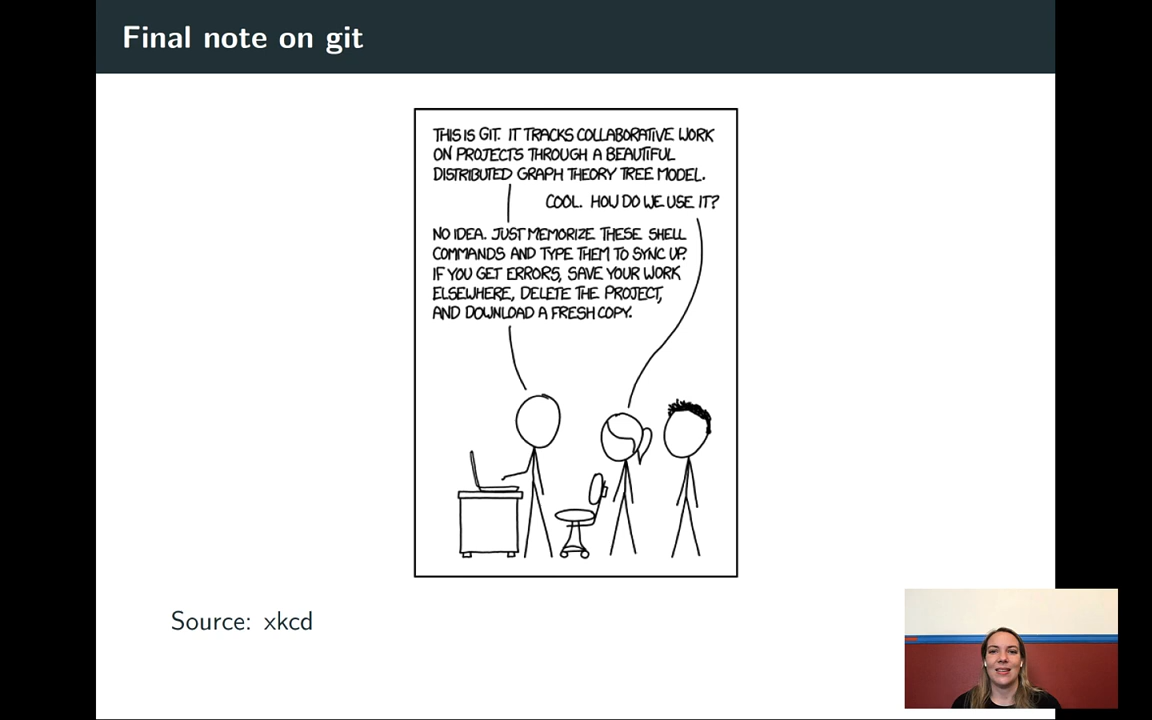 Final note on git
THIS IS GIT. IT TRACKS COLLABORATIVE WORK
ON PROJECTS THROUGH A BEAUTIFUL
DISTRIBUTED GRAPH THEORY TREE MODEL.
COOL. HOW DO WE USE IT?
NO IDEA. JUST MEMORIZE THESE SHELL
COMMANDS AND TYPE THEM TO SYNC UP.
IF YOU GET ERRORS, SAVE YOUR WORK
ELSEWHERE, DELETE THE PROJECT,
AND DOWNLOAD A FRESH COPY.
Source: xkcd